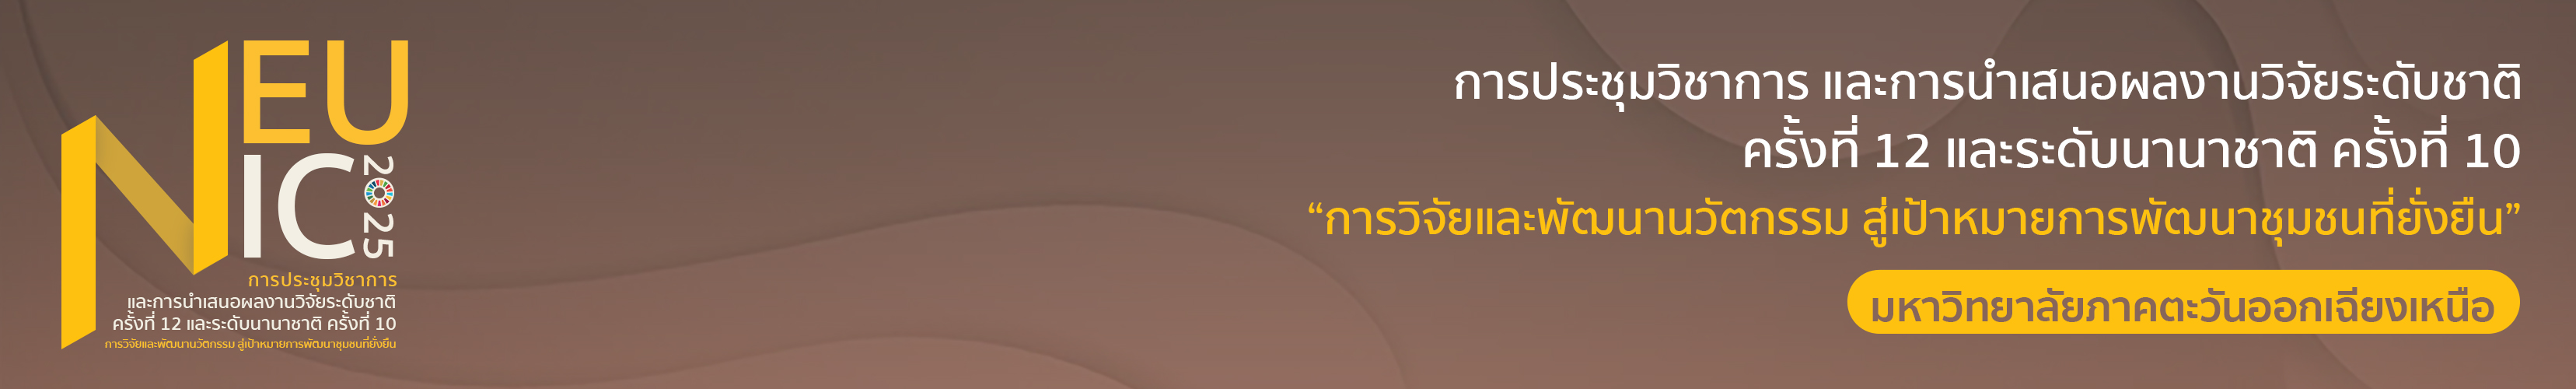 NEU
IC
2025
การประชุมวิชาการ
และการนำเสนอผลงานวิจัยระดับชาติ
ครั้งที่ 12 และระดับนานาชาติ ครั้งที่ 10
การวิจัยและพัฒนานวัตกรรม สู่เป้าหมายการพัฒนาชุมชนที่ยั่งยืน
การประชุมวิชาการ และการนำเสนอผลงานวิจัยระดับชาติ
ครั้งที่ 12 และระดับนานาชาติ ครั้งที่ 10
“การวิจัยและพัฒนานวัตกรรม สู่เป้าหมายการพัฒนาชุมชนที่ยั่งยืน”
มหาวิทยาลัยภาคตะวันออกเฉียงเหนือ